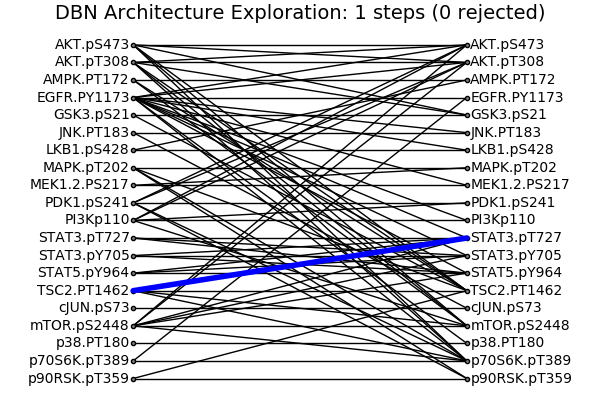 DBN Architecture Exploration: 1 steps (0 rejected)
AKT.pS473 AKT.pS473
AKT.pT308 AKT.pT308
AMPK.PT172 AMPK.PT172
EGFR.PY1173 EGFR.PY1173
GSK3.pS21 GSK3.pS21
JNK.PT183 JNK.PT183
LKB1.pS428 LKB1.pS428
MAPK.pT202 MAPK.pT202
MEK1.2.PS217 MEK1.2.PS217
PDK1.pS241 PDK1.pS241
PI3Kp110 PI3Kp110
STAT3.pT727 STAT3.pT727
STAT3.pY705 STAT3.pY705
STAT5.pY964 STAT5.pY964
TSC2.PT1462 TSC2.PT1462
cJUN.pS73 cJUN.pS73
mTOR.pS2448 mTOR.pS2448
p38.PT180 p38.PT180
p70S6K.pT389 p70S6K.pT389
p90RSK.pT359 p90RSK.pT359